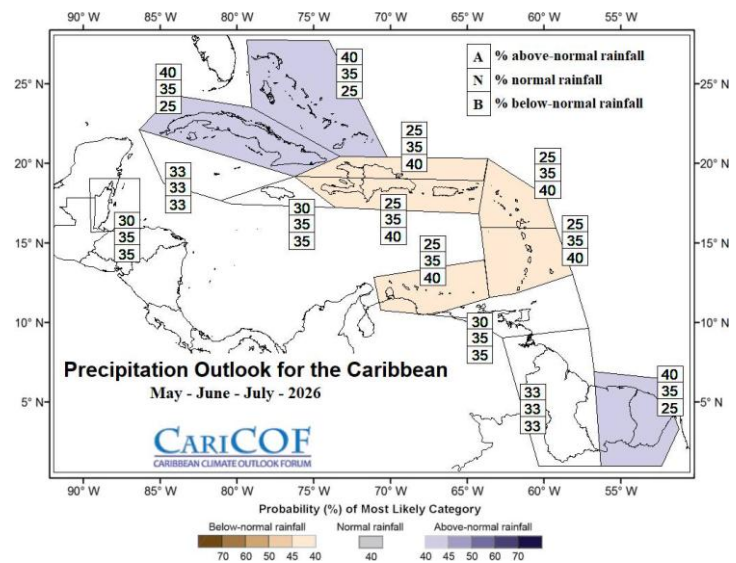 90° W 85° W 80° W 75° W 70° W 65° W 60° W 55° W
A % above-normal rainfall
N % normal rainfall
B % below-normal rainfall
25° N
20° N
15° N
10° N
5° N
25° N
20° N
15° N
10° N
5° N
40
35
25
40
35
25
25
35
40
25
35
40
33
33
33
30
35
35
30
35
35
25
35
40
25
35
40
25
35
40
30
35
35
33
33
33
40
35
25
Precipitation Outlook for the Caribbean
May - June - July - 2026
CARICOF
CARIBBEAN CLIMATE OUTLOOK FORUM
90° W 85° W 80° W 75° W 70° W 65° W 60° W 55° W
Probability (%) of Most Likely Category
Below-normal rainfall Normal rainfall Above-normal rainfall
70 60 50 45 40 40 40 45 50 60 70